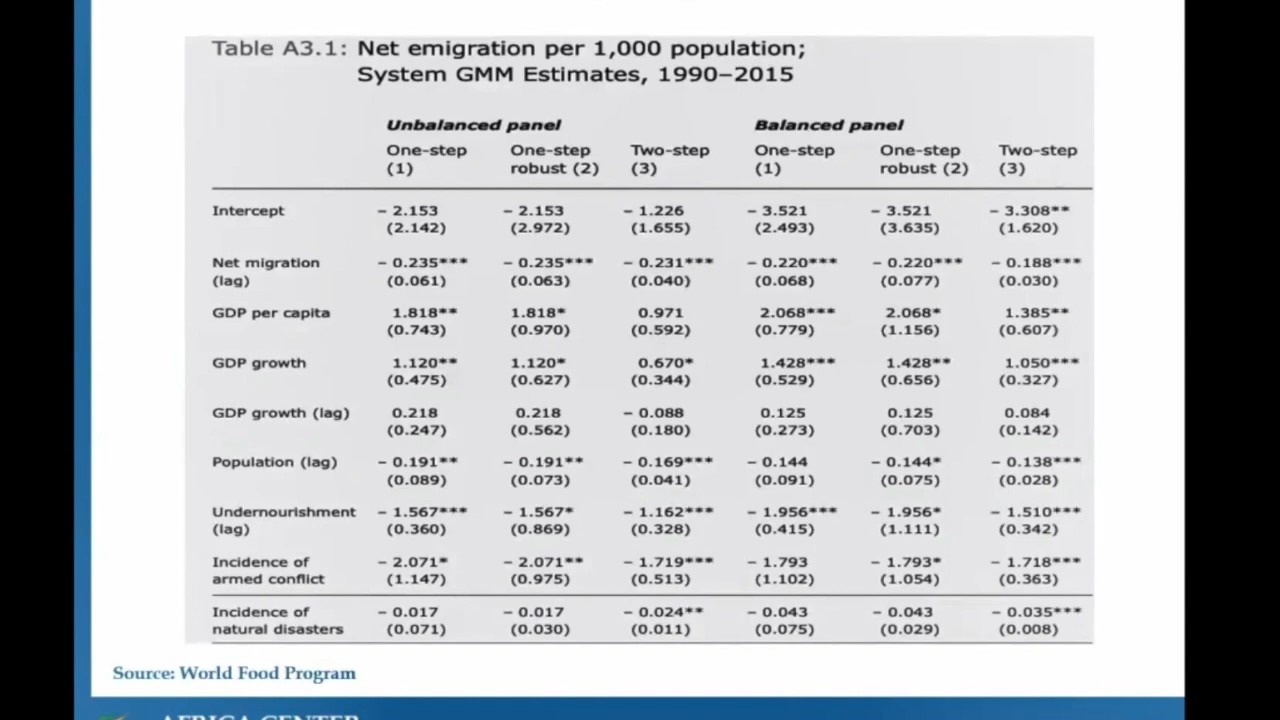 Table A3.1: Net emigration per 1,000 population;
System GMM Estimates, 1990–2015
Unbalanced panel Balanced panel
One-step One-step Two-step One-step One-step Two-step
(1) robust (2) (3) (1) robust (2) (3)
Intercept – 2.153 – 2.153 – 1.226 – 3.521 – 3.521 – 3.308**
(2.142) (2.972) (1.655) (2.493) (3.635) (1.620)
Net migration – 0.235*** – 0.235*** – 0.231*** – 0.220*** – 0.220*** – 0.188***
(lag) (0.061) (0.063) (0.040) (0.068) (0.077) (0.030)
GDP per capita 1.818** 1.818* 0.971 2.068*** 2.068* 1.385**
(0.743) (0.970) (0.592) (0.779) (1.156) (0.607)
GDP growth 1.120** 1.120* 0.670* 1.428*** 1.428** 1.050***
(0.475) (0.627) (0.344) (0.529) (0.656) (0.327)
GDP growth (lag) 0.218 0.218 – 0.088 0.125 0.125 0.084
(0.247) (0.562) (0.180) (0.273) (0.703) (0.142)
Population (lag) – 0.191** – 0.191** – 0.169*** – 0.144 – 0.144* – 0.138***
(0.089) (0.073) (0.041) (0.091) (0.075) (0.028)
Undernourishment – 1.567*** – 1.567* – 1.162*** – 1.956*** – 1.956* – 1.510***
(lag) (0.360) (0.869) (0.328) (0.415) (1.111) (0.342)
Incidence of – 2.071* – 2.071** – 1.719*** – 1.793 – 1.793* – 1.718***
armed conflict (1.147) (0.975) (0.513) (1.102) (1.054) (0.363)
Incidence of – 0.017 – 0.017 – 0.024** – 0.043 – 0.043 – 0.035***
natural disasters (0.071) (0.030) (0.011) (0.075) (0.029) (0.008)
Source: World Food Program
AFRICA CENTER